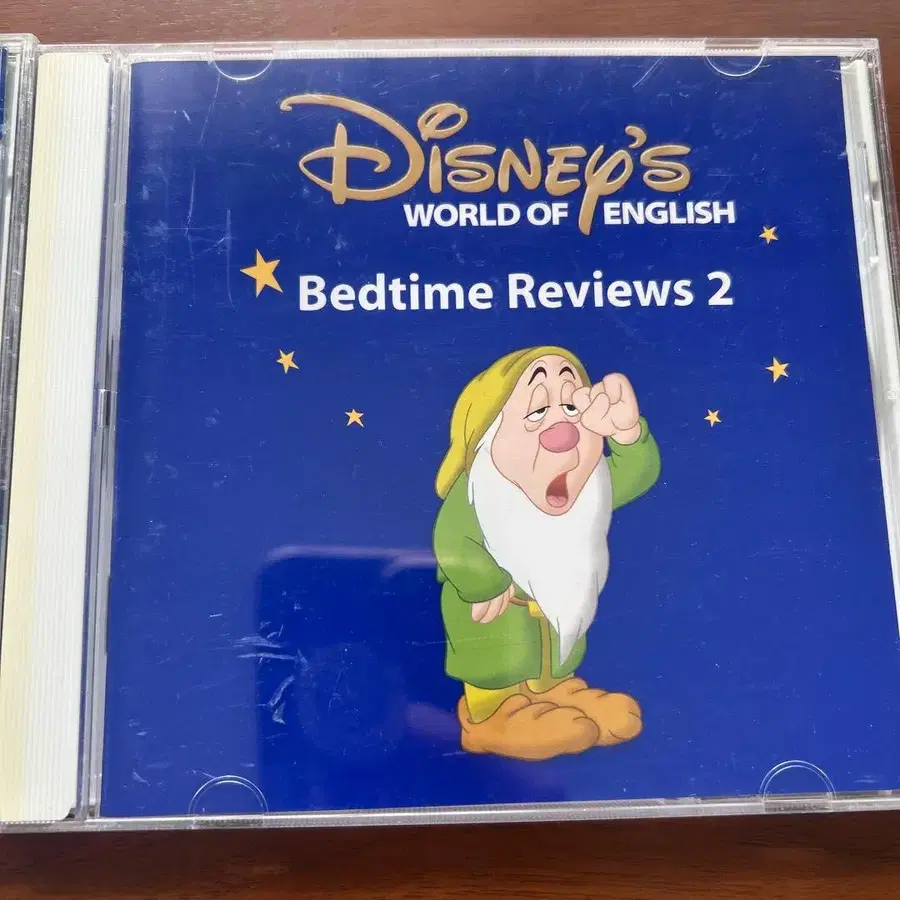 DISNEY'S
WORLD OF ENGLISH
Bedtime Reviews 2